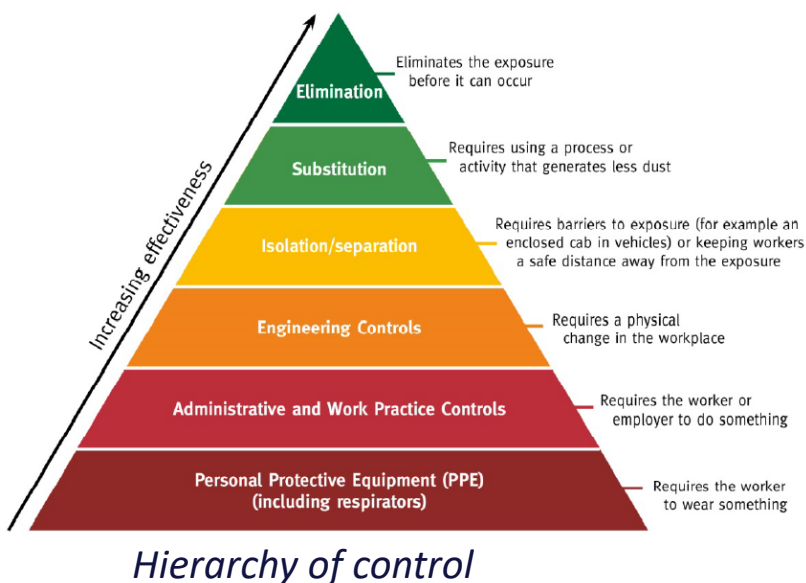 Elimination
Eliminates the exposure
before it can occur
Substitution
Requires using a process or
activity that generates less dust
Isolation/separation
Requires barriers to exposure (for example an
enclosed cab in vehicles) or keeping workers
a safe distance away from the exposure
Engineering Controls
Requires a physical
change in the workplace
Administrative and Work Practice Controls
Requires the worker or
employer to do something
Personal Protective Equipment (PPE)
(including respirators)
Requires the worker
to wear something
Increasing effectiveness
Hierarchy of control